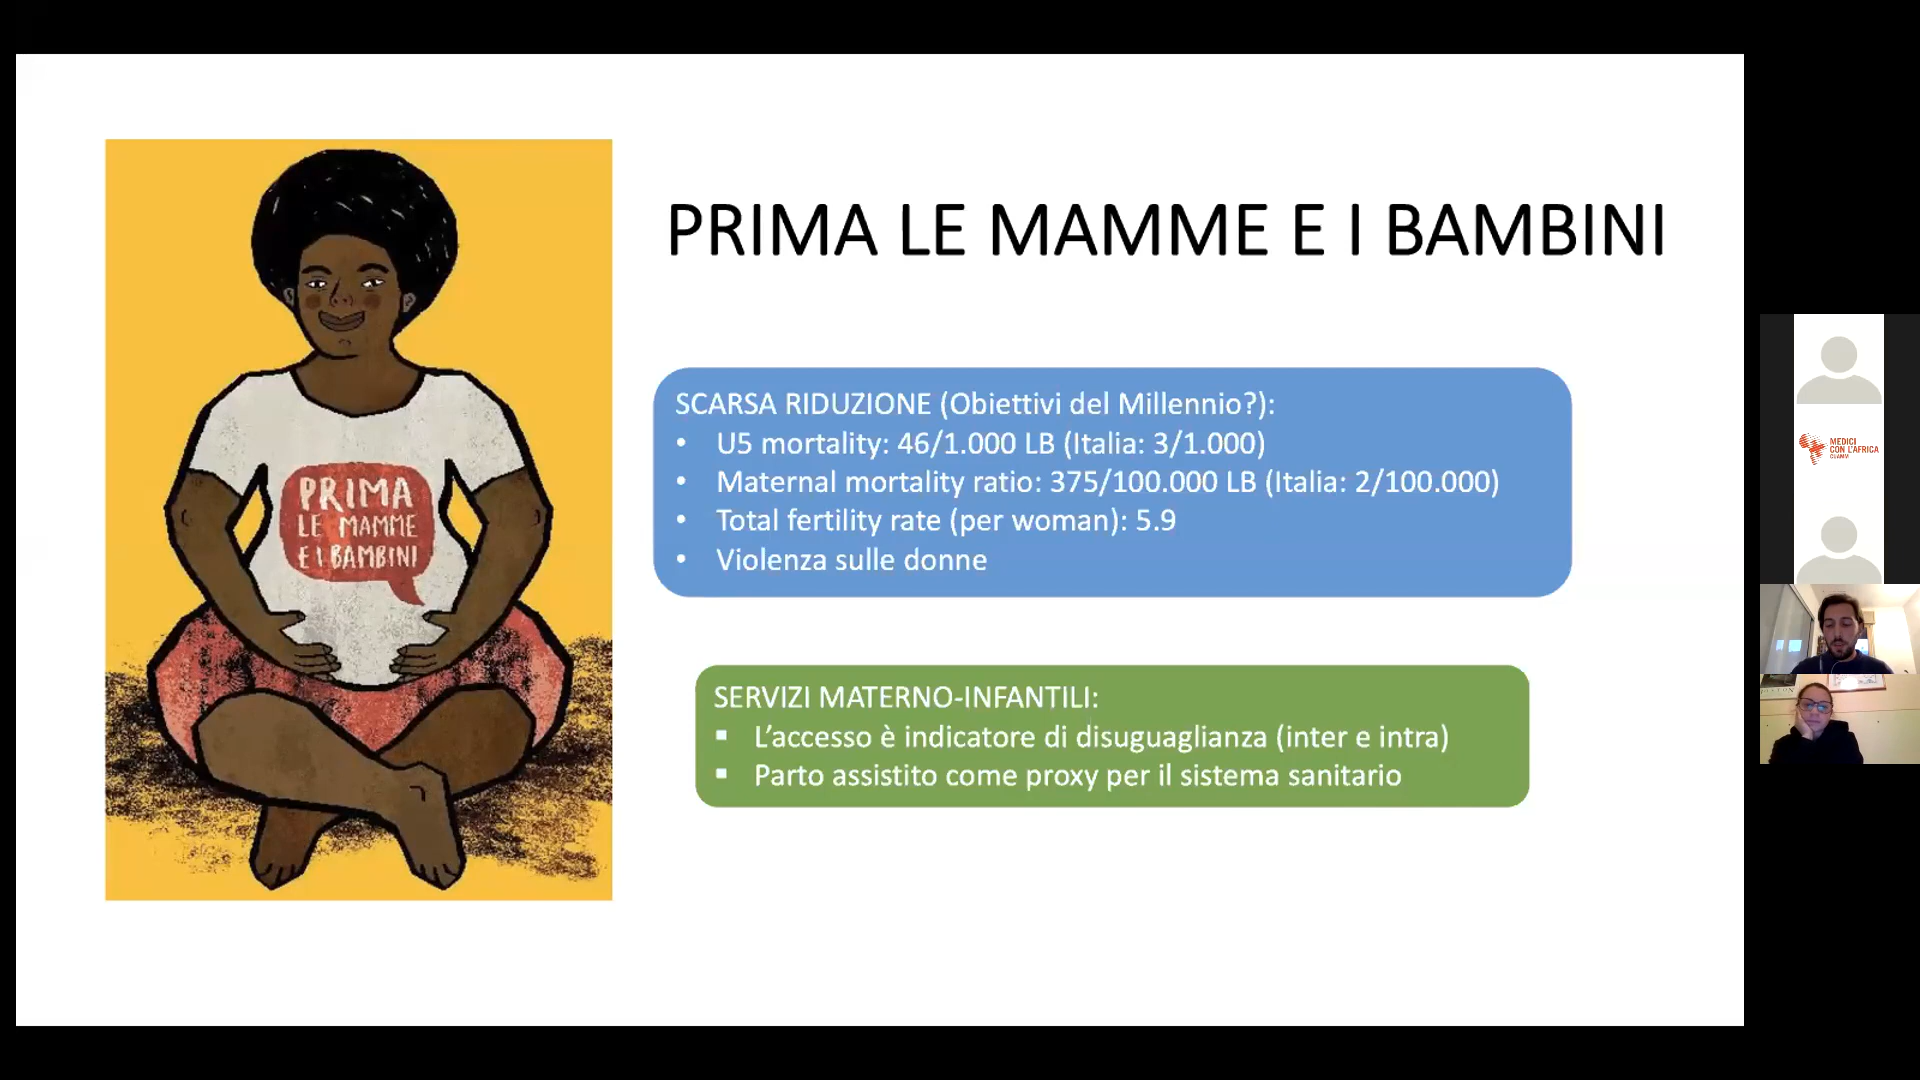 PRIMA LE MAMME E I BAMBINI
PRIMA
LE MAMME
E I BAMBINI
SCARSA RIDUZIONE (Obiettivi del Millennio?):
• U5 mortality: 46/1.000 LB (Italia: 3/1.000)
• Maternal mortality ratio: 375/100.000 LB (Italia: 2/100.000)
• Total fertility rate (per woman): 5.9
• Violenza sulle donne
SERVIZI MATERNO-INFANTILI:
▪ L’accesso è indicatore di disuguaglianza (inter e intra)
▪ Parto assistito come proxy per il sistema sanitario
MEDICI
CON L'AFRICA
CUAMM